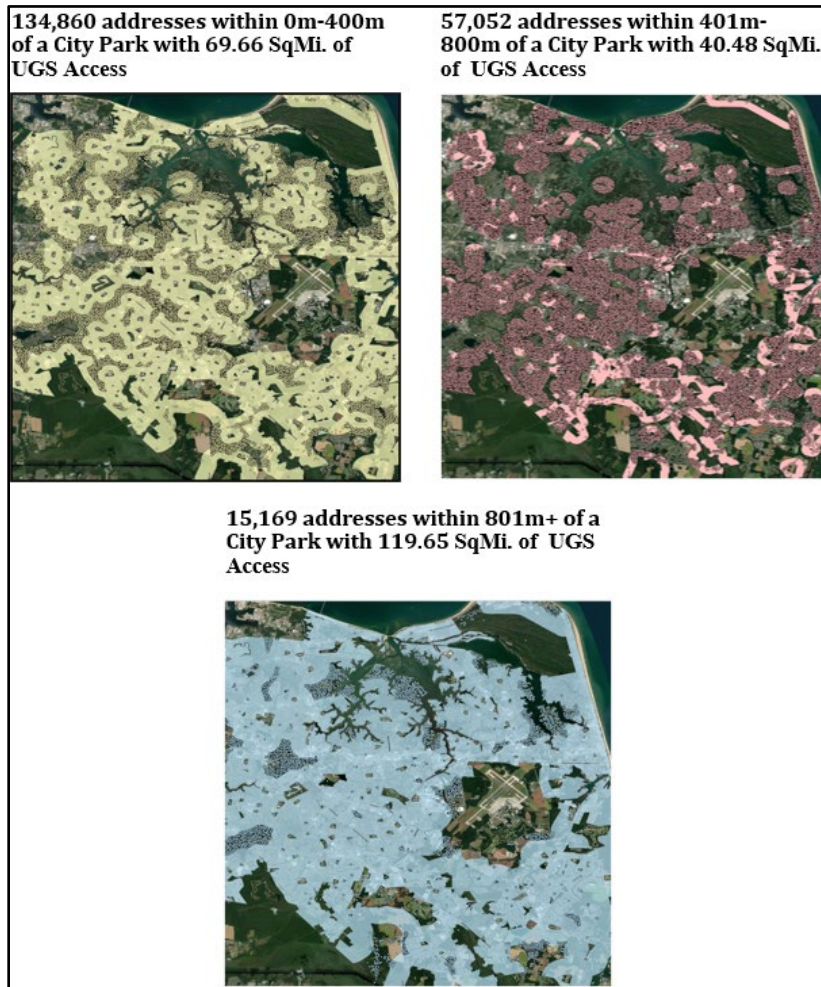 134,860 addresses within 0m-400m
of a City Park with 69.66 SqMi. of
UGS Access
57,052 addresses within 401m-
800m of a City Park with 40.48 SqMi.
of UGS Access
15,169 addresses within 801m+ of a
City Park with 119.65 SqMi. of UGS
Access